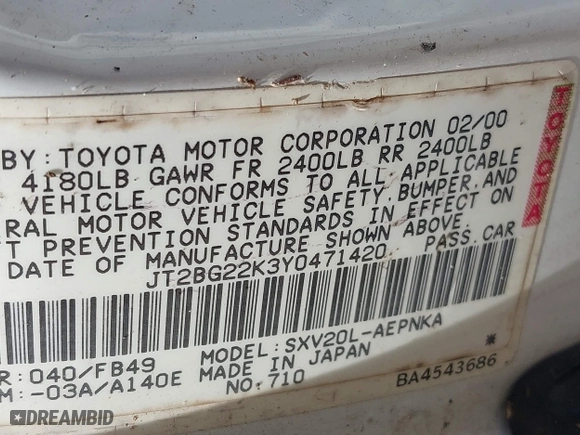 BY: TOYOTA MOTOR CORPORATION 02/00
4180LB GAWR FR 2400LB RR 2400LB
VEHICLE CONFORMS TO ALL APPLICABLE
RAL MOTOR VEHICLE SAFETY, BUMPER, AND
T PREVENTION STANDARDS IN EFFECT ON
DATE OF MANUFACTURE SHOWN ABOVE.
JT2BG22K3Y0471420 PASS. CAR
R: 040/FB49 MODEL: SXV20L-AEPNKA
M: -03A/A140E MADE IN JAPAN *
NO. 710 BA4543686
TOYOTA
DREAMBID